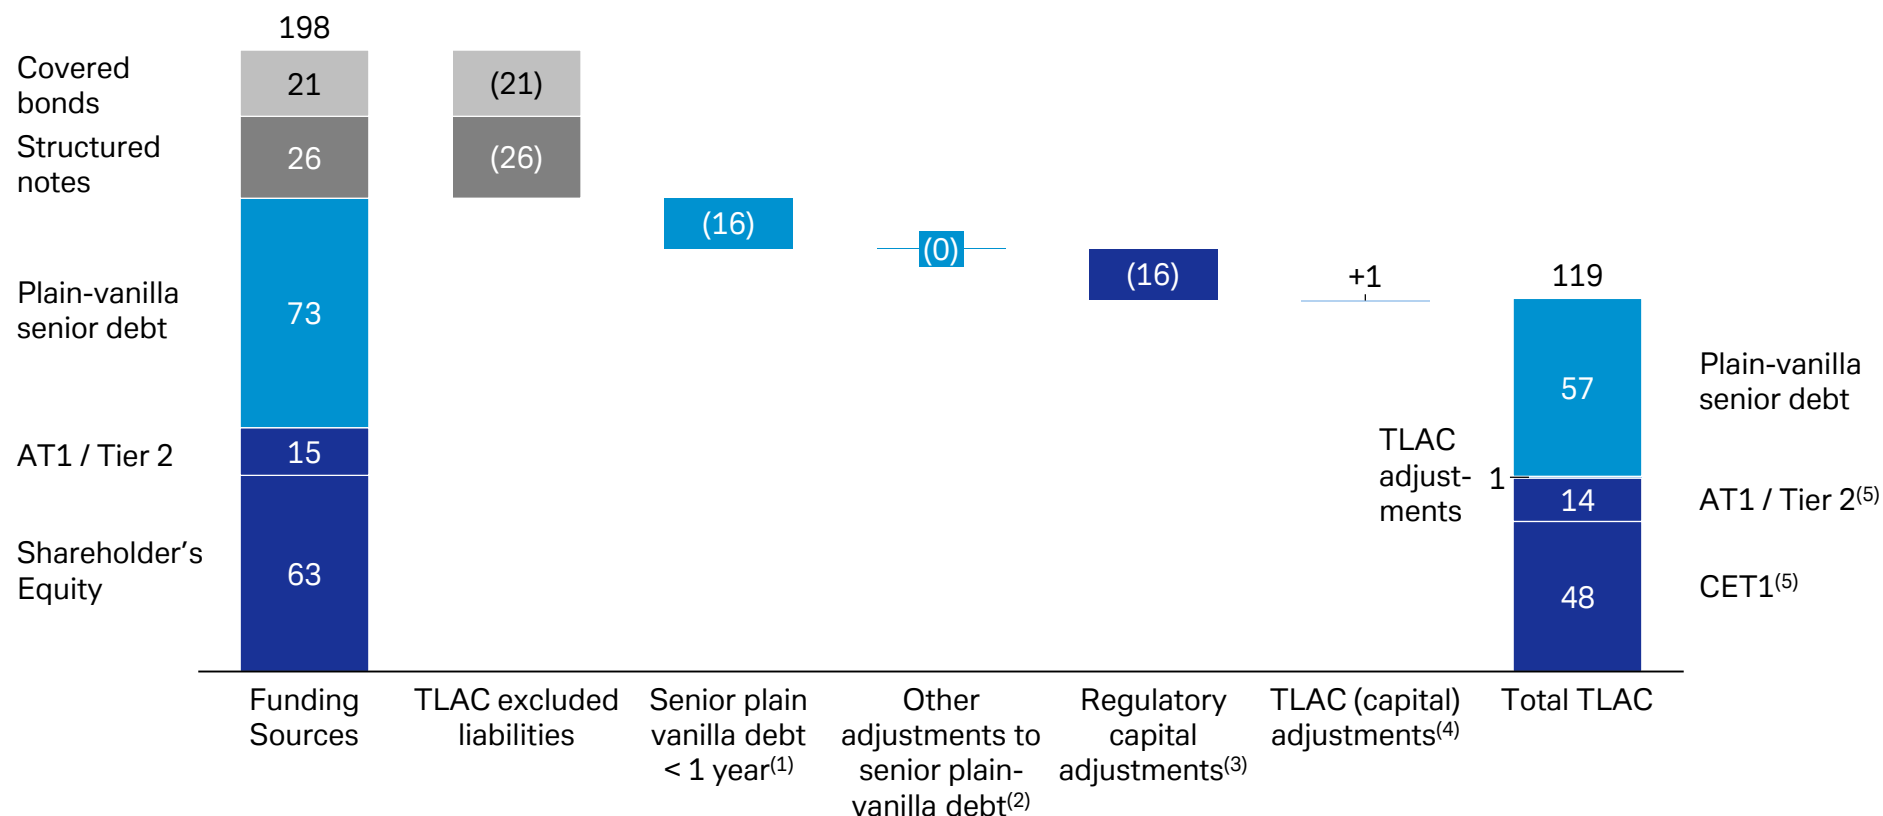 198
Covered
bonds
21
(21)
Structured
notes
26
(26)
Plain-vanilla
senior debt
73
(16)
(0)
(16)
+1
119
AT1 / Tier 2
15
Shareholder’s
Equity
63
57
Plain-vanilla
senior debt
TLAC
adjust-
ments
1
14
AT1 / Tier 2(5)
48
CET1(5)
Funding
Sources
TLAC excluded
liabilities
Senior plain
vanilla debt
< 1 year(1)
Other
adjustments to
senior plain-
vanilla debt(2)
Regulatory
capital
adjustments(3)
TLAC (capital)
adjustments(4)
Total TLAC